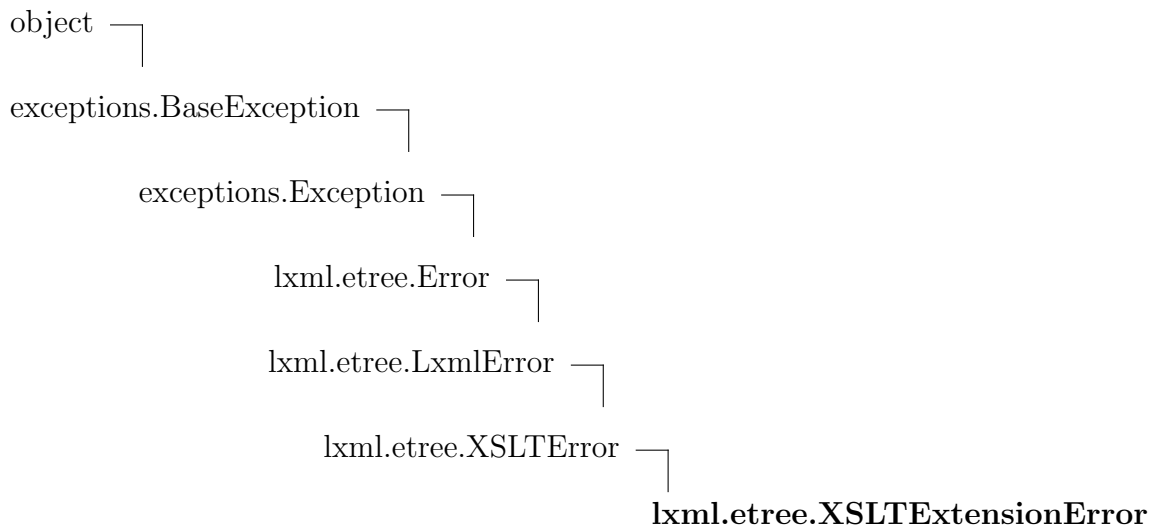 object
exceptions.BaseException
exceptions.Exception
lxml.etree.Error
lxml.etree.LxmlError
lxml.etree.XSLTError
lxml.etree.XSLTExtensionError